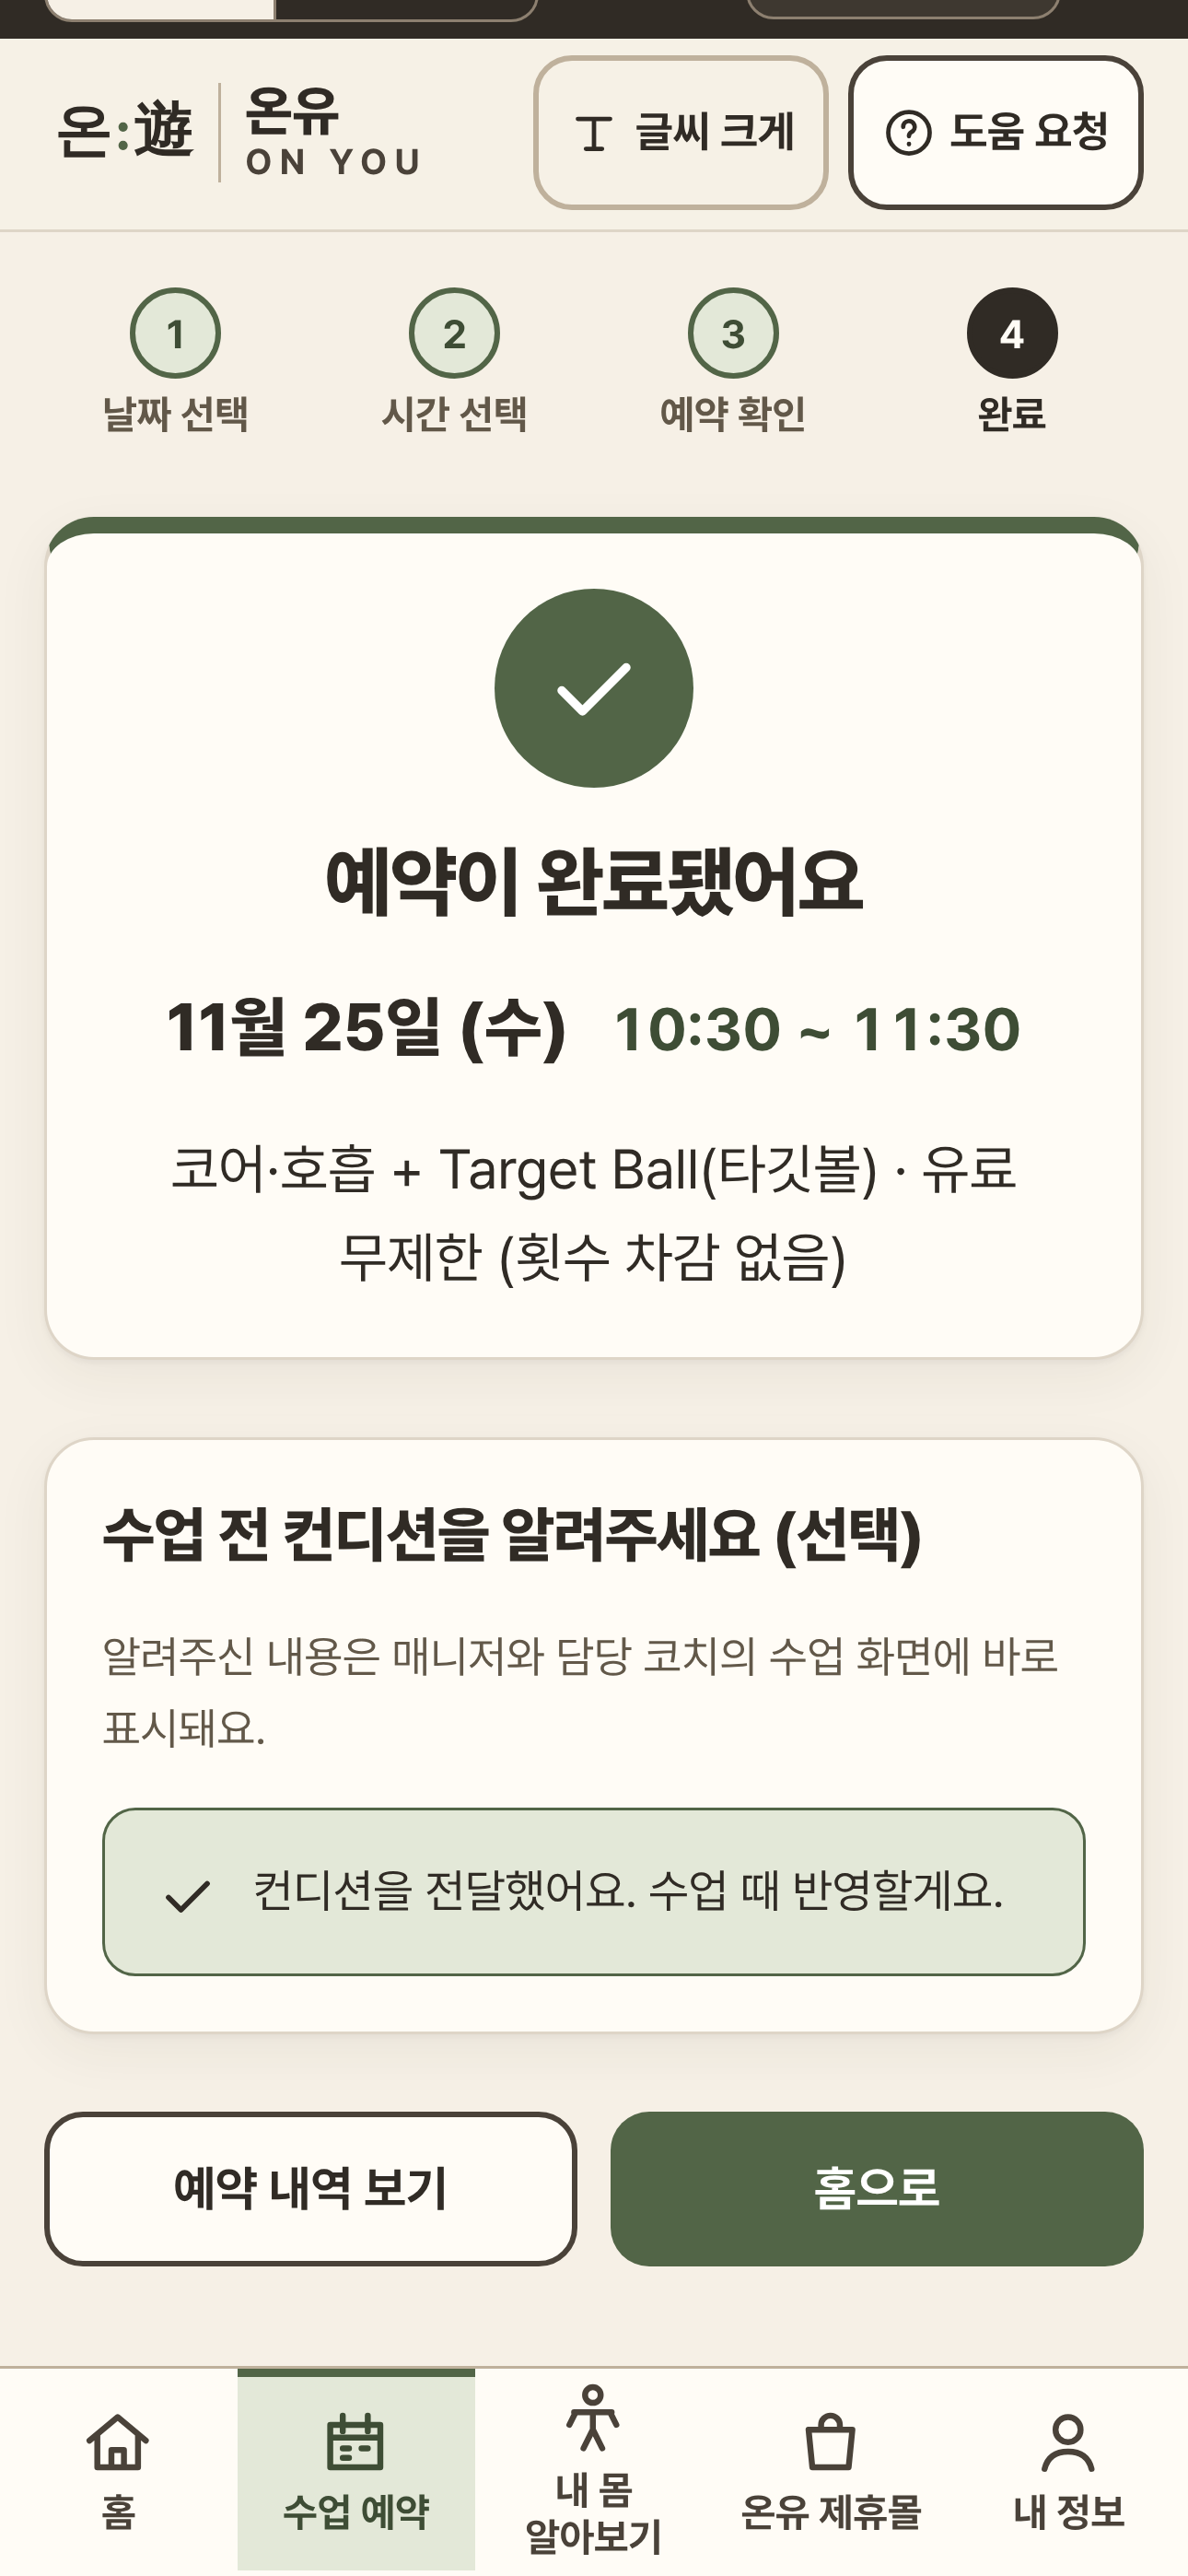 온:遊
온유
ON YOU
글씨 크게
도움 요청
1
2
3
4
날짜 선택
시간 선택
예약 확인
완료
예약이 완료됐어요
11월 25일 (수) 10:30 ~ 11:30
코어·호흡 + Target Ball(타깃볼) · 유료
무제한 (횟수 차감 없음)
수업 전 컨디션을 알려주세요 (선택)
알려주신 내용은 매니저와 담당 코치의 수업 화면에 바로
표시돼요.
컨디션을 전달했어요. 수업 때 반영할게요.
예약 내역 보기
홈으로
홈
수업 예약
내 몸
알아보기
온유 제휴몰
내 정보